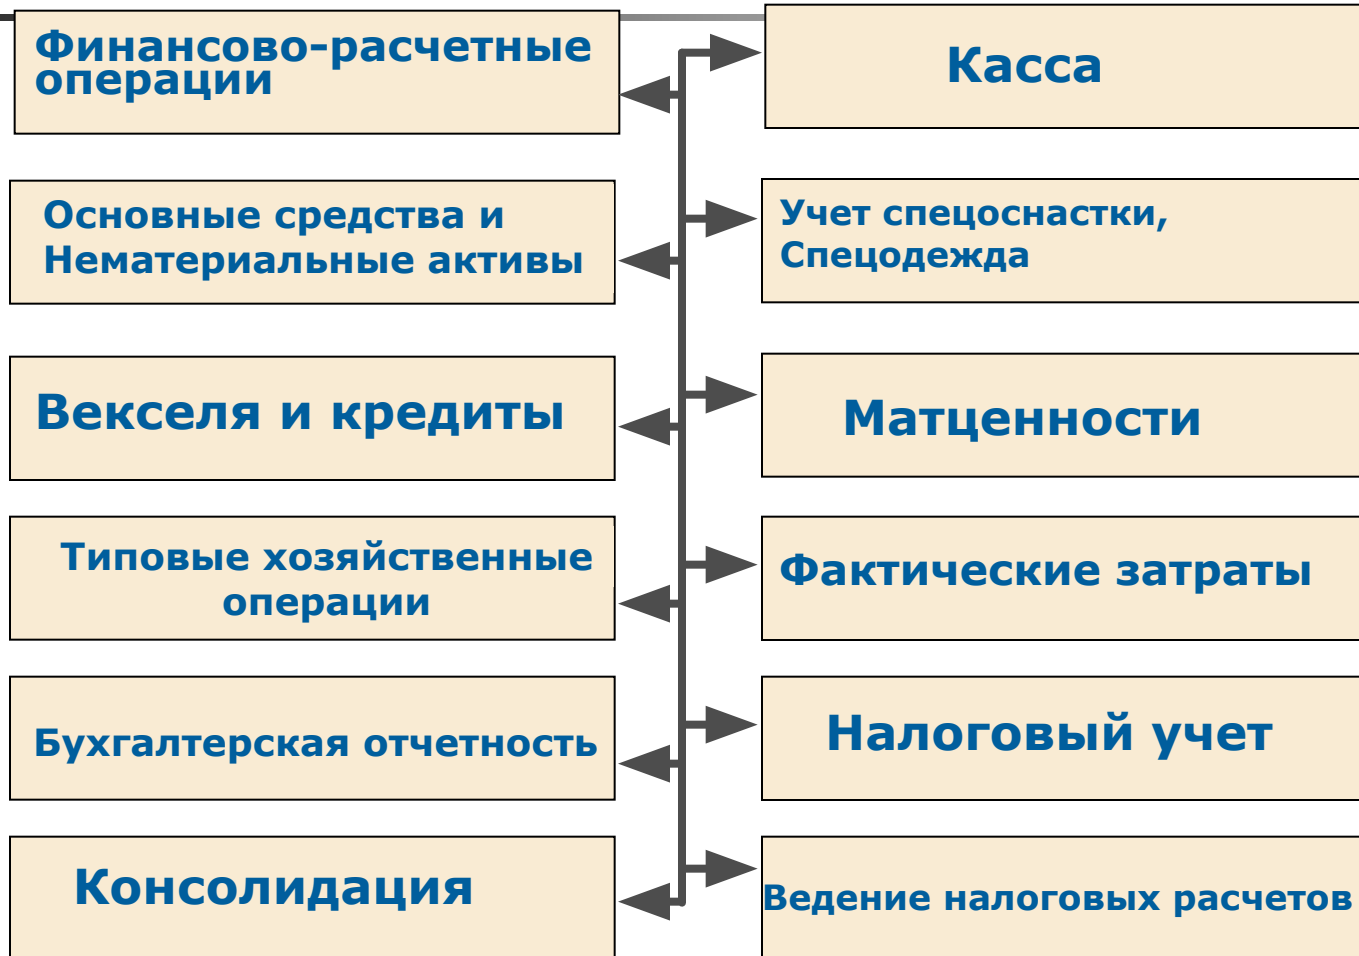 Финансово-расчетные
операции
Касса
Основные средства и
Нематериальные активы
Учет спецоснастки,
Спецодежда
Векселя и кредиты
Матценности
Типовые хозяйственные
операции
Фактические затраты
Бухгалтерская отчетность
Налоговый учет
Консолидация
Ведение налоговых расчетов